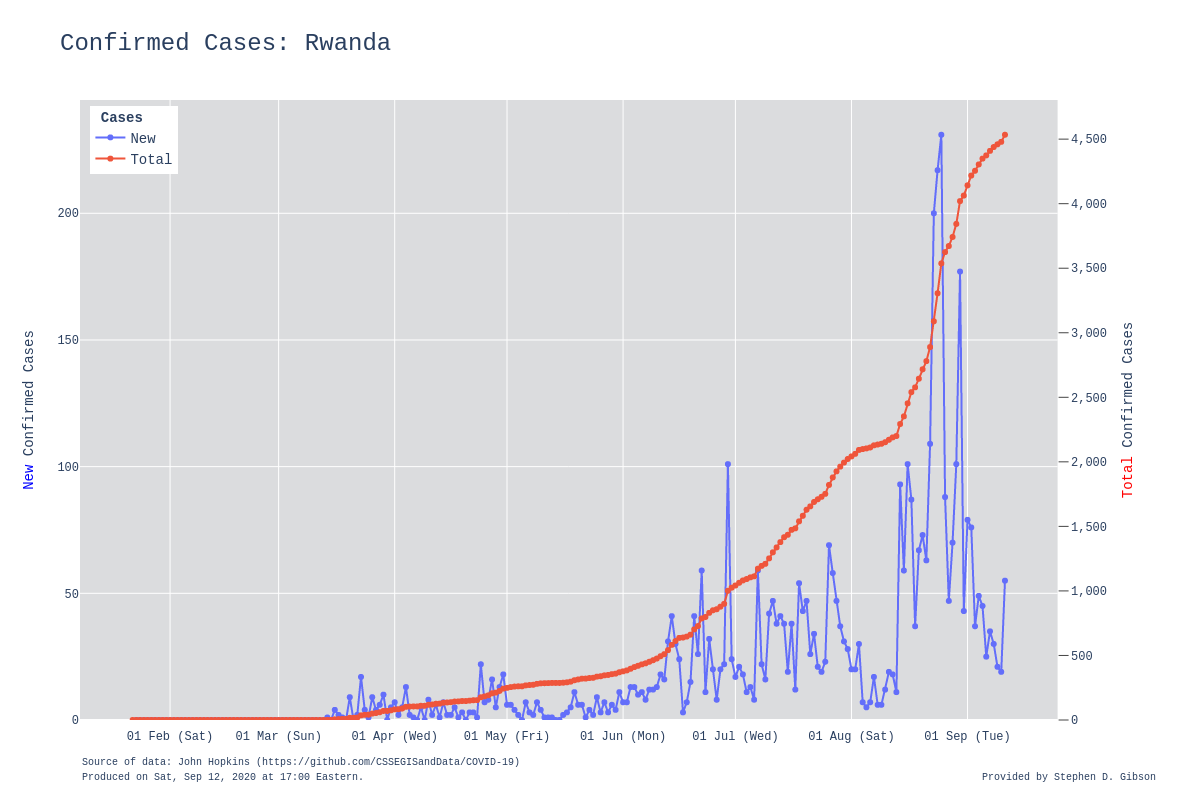 Confirmed Cases: Rwanda
Cases
New
Total
200
150
100
50
0
4,500
4,000
3,500
3,000
2,500
2,000
1,500
1,000
500
0
New Confirmed Cases
Total Confirmed Cases
01 Feb (Sat)
01 Mar (Sun)
01 Apr (Wed)
01 May (Fri)
01 Jun (Mon)
01 Jul (Wed)
01 Aug (Sat)
01 Sep (Tue)
Source of data: John Hopkins (https://github.com/CSSEGISandData/COVID-19)
Produced on Sat, Sep 12, 2020 at 17:00 Eastern.
Provided by Stephen D. Gibson